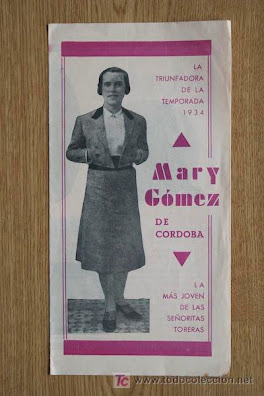 LA
TRIUNFADORA
DE LA
TEMPORADA
1934
Mary
Gómez
DE
CORDOBA
LA
MÁS JOVEN
DE LAS
SEÑORITAS
TORERAS
TC
todocoleccion
www.todocoleccion.net